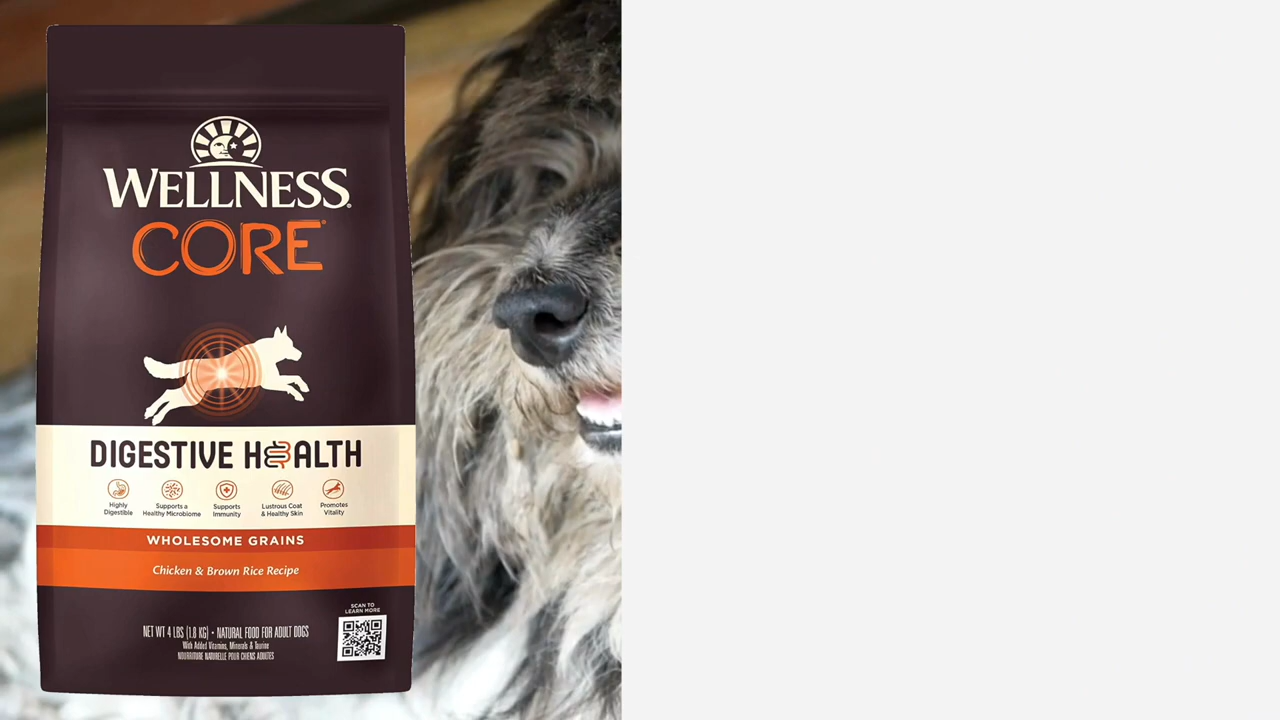 WELLNESS
CORE
DIGESTIVE HEALTH
Highly
Digestible
Supports a
Healthy Microbiome
Supports
Immunity
Lustrous Coat
& Healthy Skin
Promotes
Vitality
WHOLESOME GRAINS
Chicken & Brown Rice Recipe
SCAN TO
LEARN MORE
NET WT 4 LBS (1.8 KG) • NATURAL FOOD FOR ADULT DOGS
With Added Vitamins, Minerals & Taurine
NOURRITURE NATURELLE POUR CHIENS ADULTES